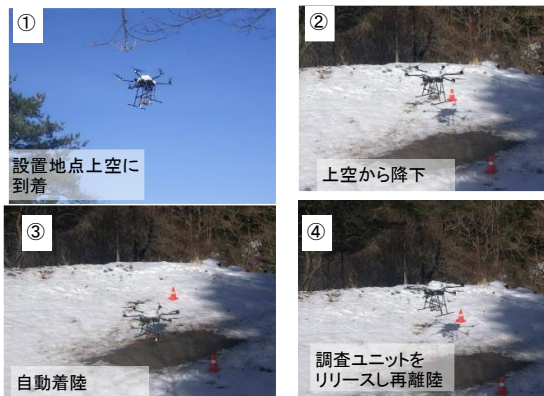 ①
設置地点上空に
到着
②
上空から降下
③
自動着陸
④
調査ユニットを
リリースし再離陸